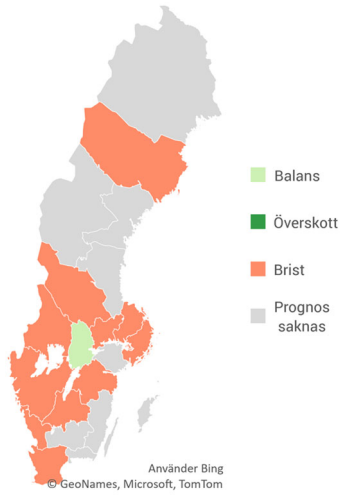 Balans
Överskott
Brist
Prognos
saknas
Använder Bing
© GeoNames, Microsoft, TomTom